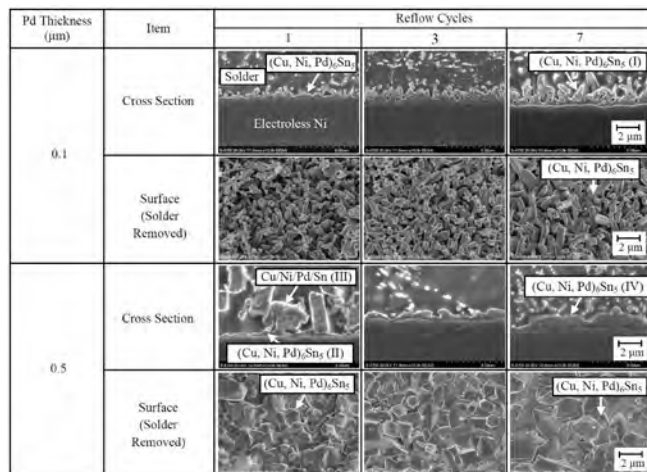 Pd Thickness
(μm)
Item
Reflow Cycles
1
3
7
0.1
Cross Section
(Cu, Ni, Pd)6Sn5
Solder
Electroless Ni
(Cu, Ni, Pd)6Sn5 (I)
2 μm
Surface
(Solder
Removed)
(Cu, Ni, Pd)6Sn5
2 μm
0.5
Cross Section
Cu/Ni/Pd/Sn (III)
(Cu, Ni, Pd)6Sn5 (II)
(Cu, Ni, Pd)6Sn5 (IV)
2 μm
Surface
(Solder
Removed)
(Cu, Ni, Pd)6Sn5
(Cu, Ni, Pd)6Sn5
2 μm